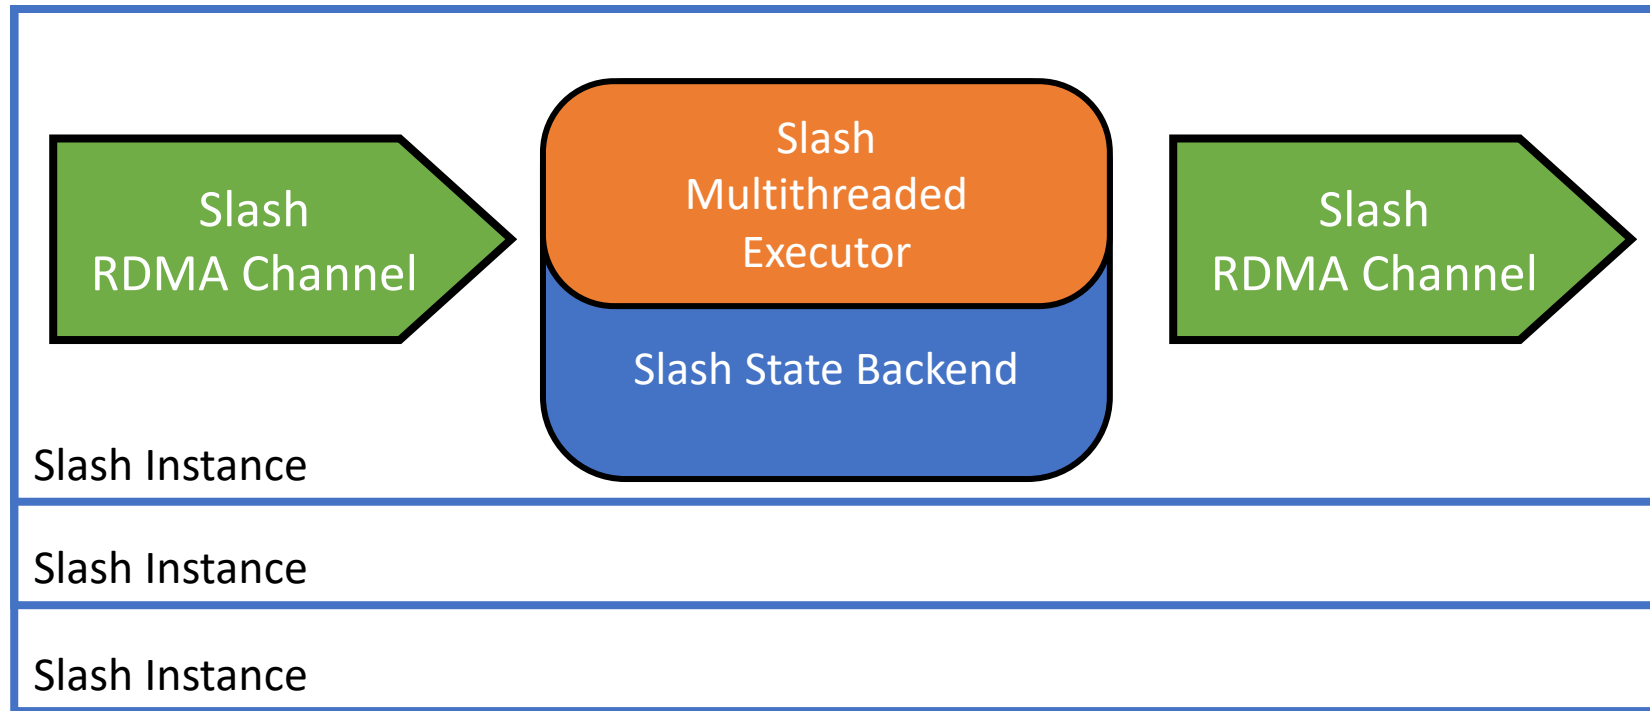 Slash
RDMA Channel
Slash
Multithreaded
Executor
Slash State Backend
Slash
RDMA Channel
Slash Instance
Slash Instance
Slash Instance